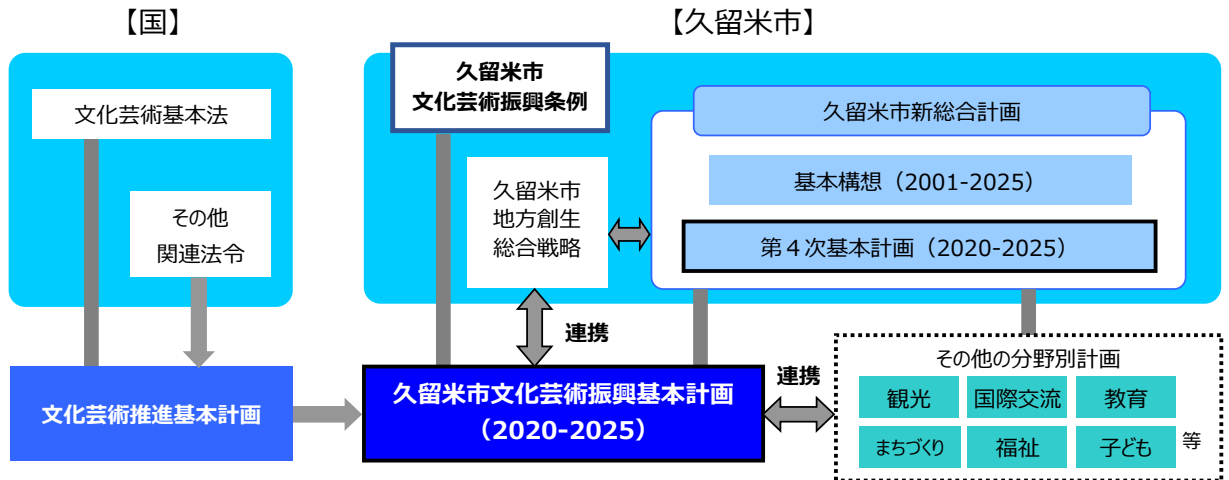 【国】
文化芸術基本法
その他
関連法令
文化芸術推進基本計画
【久留米市】
久留米市
文化芸術振興条例
久留米市
地方創生
総合戦略
久留米市新総合計画
基本構想（2001-2025）
第４次基本計画（2020-2025）
連携
久留米市文化芸術振興基本計画
（2020-2025）
連携
その他の分野別計画
観光
国際交流
教育
まちづくり
福祉
子ども
等